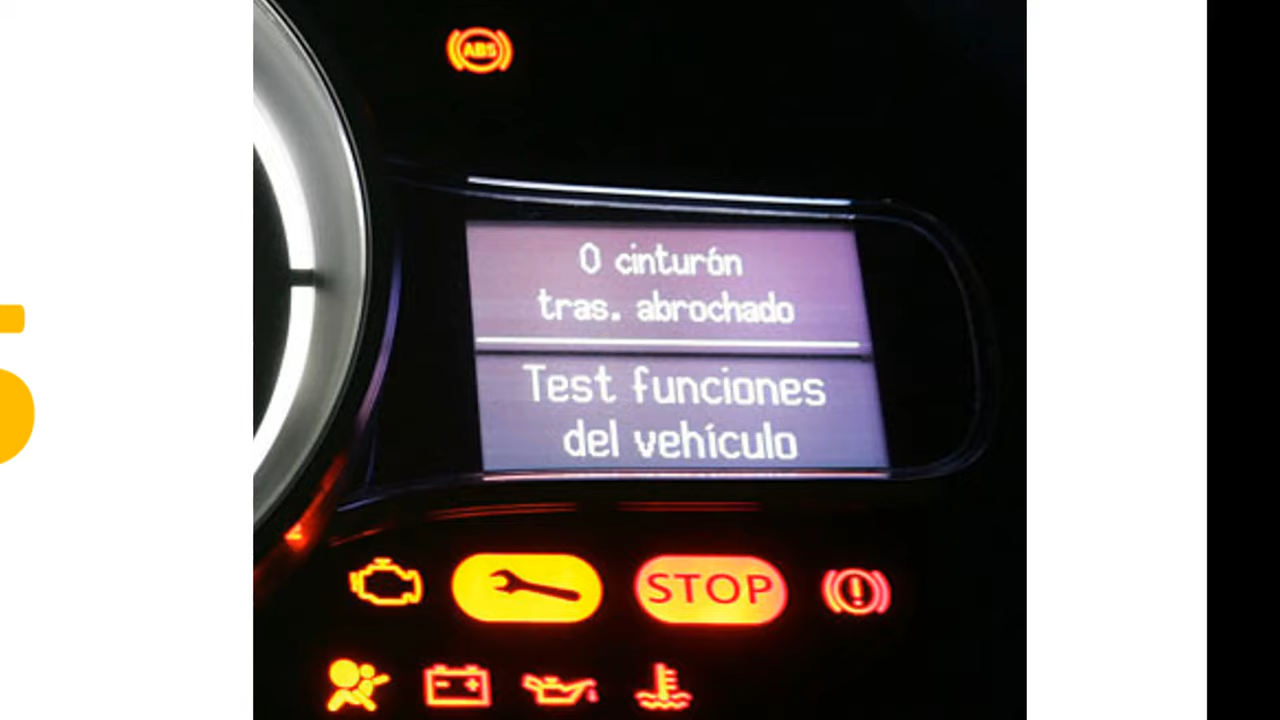 ABS
0 cinturón
tras. abrochado
Test funciones
del vehículo
STOP